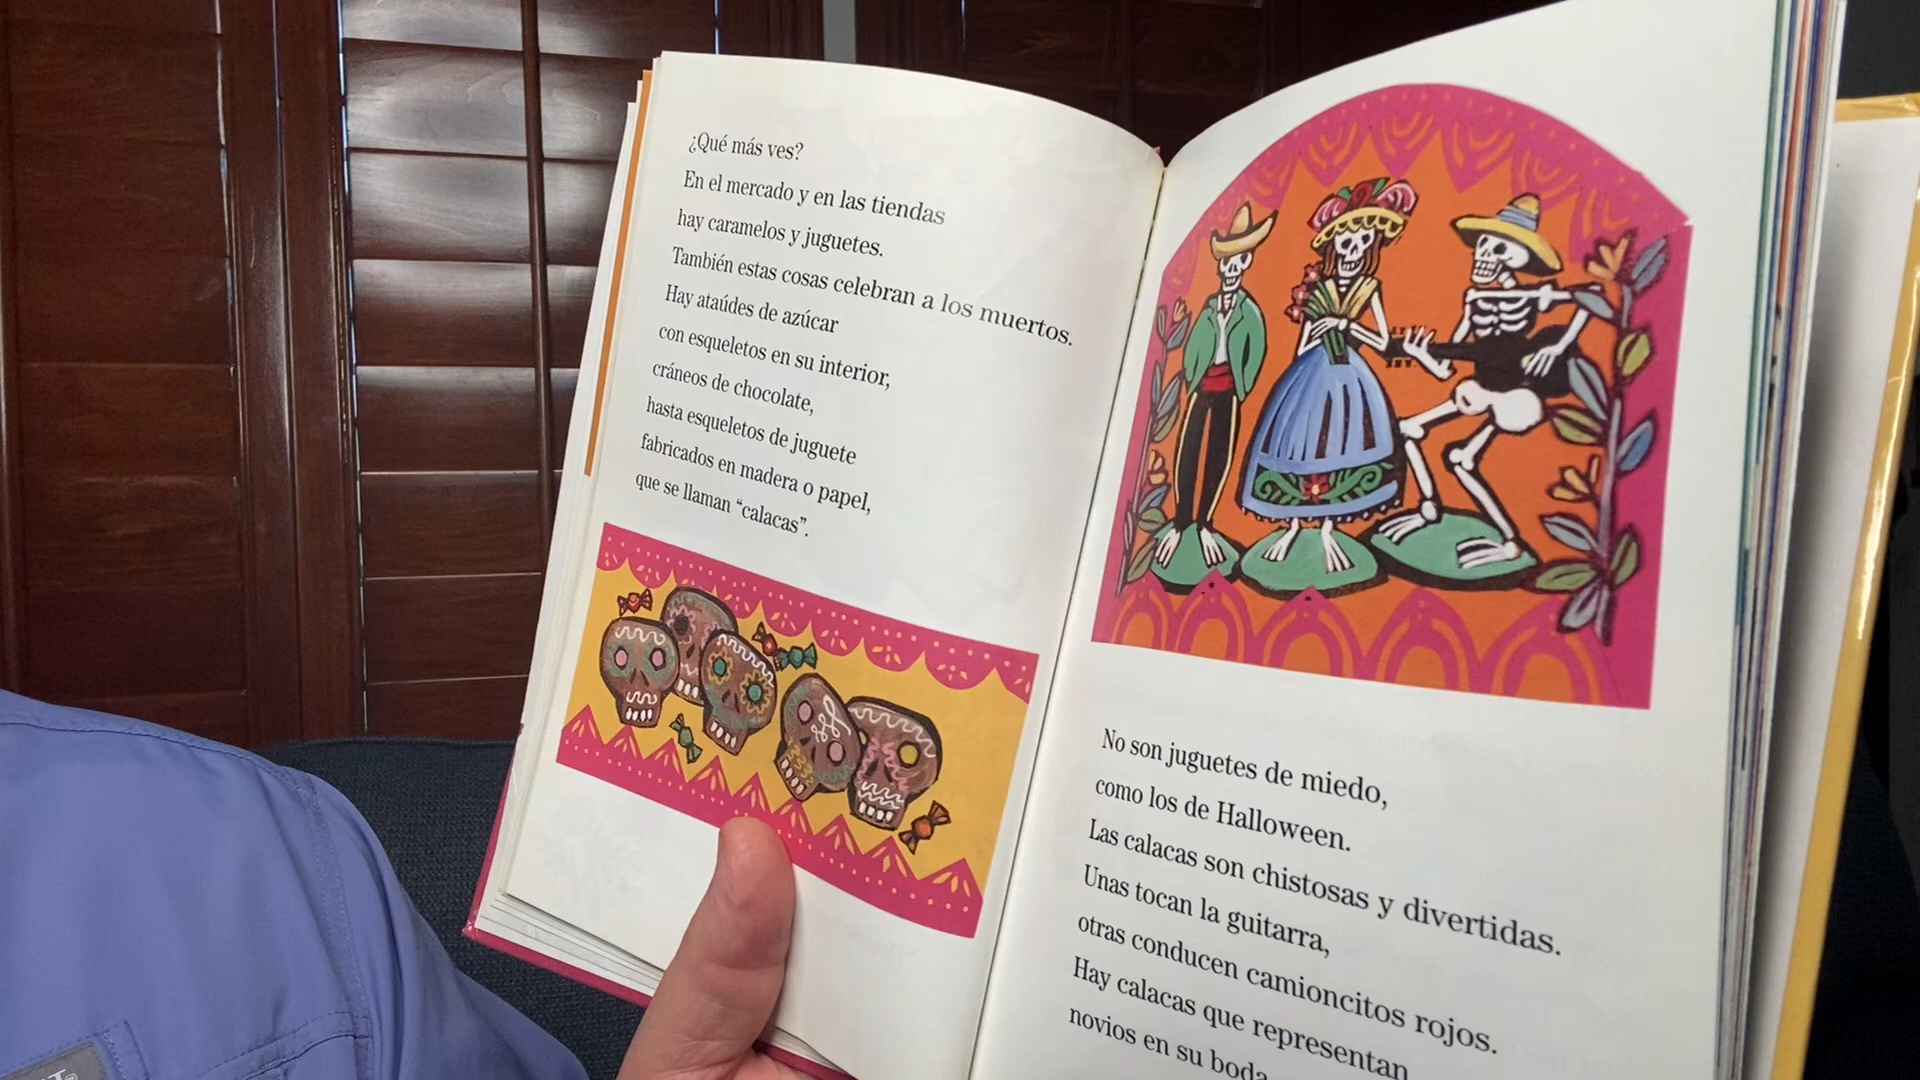 ¿Qué más ves?
En el mercado y en las tiendas
hay caramelos y juguetes.
También estas cosas celebran a los muertos.
Hay ataúdes de azúcar
con esqueletos en su interior,
cráneos de chocolate,
hasta esqueletos de juguete
fabricados en madera o papel,
que se llaman “calacas”.
No son juguetes de miedo,
como los de Halloween.
Las calacas son chistosas y divertidas.
Unas tocan la guitarra,
otras conducen camioncitos rojos.
Hay calacas que representan
novios en su boda